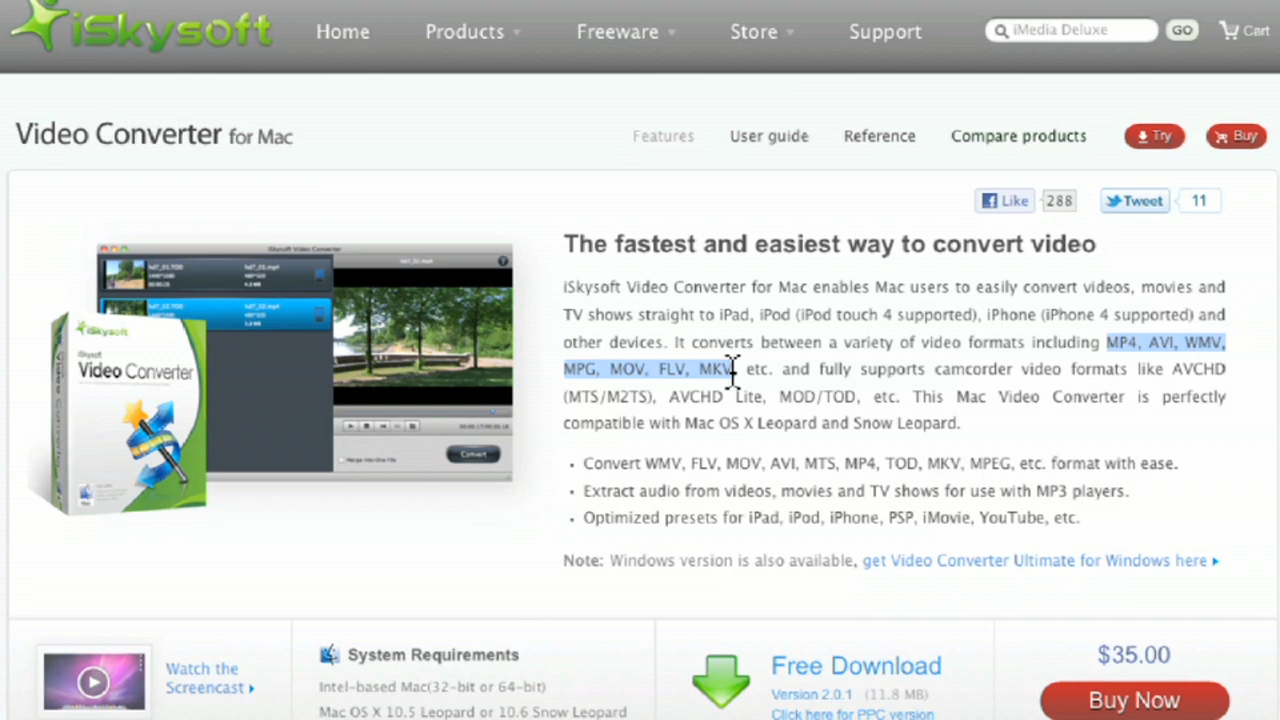 iSkysoft
Home
Products
Freeware
Store
Support
iMedia Deluxe
GO
Cart
Video Converter for Mac
Features
User guide
Reference
Compare products
Try
Buy
Like
288
Tweet
11
iSkysoft Video Converter
The fastest and easiest way to convert video
iSkysoft Video Converter for Mac enables Mac users to easily convert videos, movies and
TV shows straight to iPad, iPod (iPod touch 4 supported), iPhone (iPhone 4 supported) and
other devices. It converts between a variety of video formats including MP4, AVI, WMV,
MPG, MOV, FLV, MKV, etc. and fully supports camcorder video formats like AVCHD
(MTS/M2TS), AVCHD Lite, MOD/TOD, etc. This Mac Video Converter is perfectly
compatible with Mac OS X Leopard and Snow Leopard.
· Convert WMV, FLV, MOV, AVI, MTS, MP4, TOD, MKV, MPEG, etc. format with ease.
· Extract audio from videos, movies and TV shows for use with MP3 players.
· Optimized presets for iPad, iPod, iPhone, PSP, iMovie, YouTube, etc.
Note: Windows version is also available, get Video Converter Ultimate for Windows here
iSkysoft
iSkysoft
Video Converter
Merge Into One File
Convert
Watch the
Screencast
System Requirements
Intel-based Mac(32-bit or 64-bit)
Mac OS X 10.5 Leopard or 10.6 Snow Leopard
Free Download
Version 2.0.1 (11.8 MB)
Click here for PPC version
$35.00
Buy Now